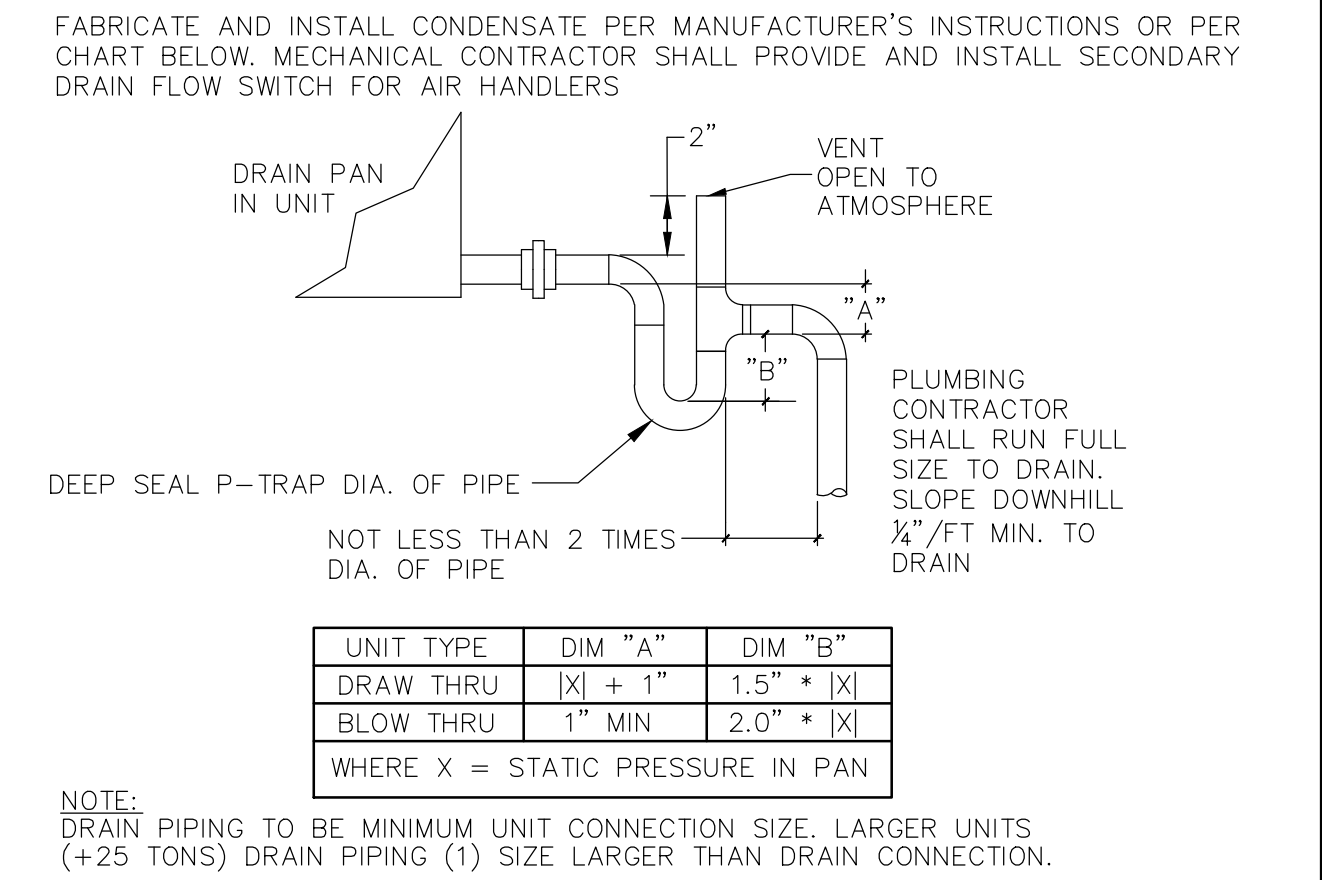 FABRICATE AND INSTALL CONDENSATE PER MANUFACTURER'S INSTRUCTIONS OR PER
CHART BELOW. MECHANICAL CONTRACTOR SHALL PROVIDE AND INSTALL SECONDARY
DRAIN FLOW SWITCH FOR AIR HANDLERS
2"
DRAIN PAN
IN UNIT
VENT
OPEN TO
ATMOSPHERE
"A"
"B"
PLUMBING
CONTRACTOR
SHALL RUN FULL
SIZE TO DRAIN.
SLOPE DOWNHILL
¼"/FT MIN. TO
DRAIN
DEEP SEAL P-TRAP DIA. OF PIPE
NOT LESS THAN 2 TIMES
DIA. OF PIPE
UNIT TYPE DIM "A" DIM "B"
DRAW THRU |X| + 1" 1.5" * |X|
BLOW THRU 1" MIN 2.0" * |X|
WHERE X = STATIC PRESSURE IN PAN
NOTE:
DRAIN PIPING TO BE MINIMUM UNIT CONNECTION SIZE. LARGER UNITS
(+25 TONS) DRAIN PIPING (1) SIZE LARGER THAN DRAIN CONNECTION.